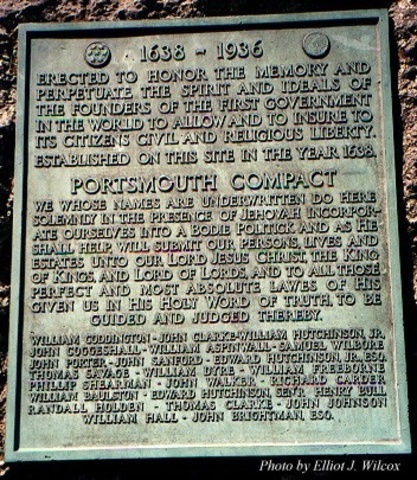 1638 - 1936
ERECTED TO HONOR THE MEMORY AND
PERPETUATE THE SPIRIT AND IDEALS OF
THE FOUNDERS OF THE FIRST GOVERNMENT
IN THE WORLD TO ALLOW AND TO INSURE TO
ITS CITIZENS CIVIL AND RELIGIOUS LIBERTY.
ESTABLISHED ON THIS SITE IN THE YEAR 1638.
PORTSMOUTH COMPACT
WE WHOSE NAMES ARE UNDERWRITTEN DO HERE
SOLEMNLY IN THE PRESENCE OF JEHOVAH INCORPOR-
ATE OURSELVES INTO A BODIE POLITICK AND AS HE
SHALL HELP, WILL SUBMIT OUR PERSONS, LIVES AND
ESTATES UNTO OUR LORD JESUS CHRIST, THE KING
OF KINGS, AND LORD OF LORDS, AND TO ALL THOSE
PERFECT AND MOST ABSOLUTE LAWES OF HIS
GIVEN US IN HIS HOLY WORD OF TRUTH, TO BE
GUIDED AND JUDGED THEREBY.
WILLIAM CODDINGTON - JOHN CLARKE - WILLIAM HUTCHINSON, JR.
JOHN COGGESHALL - WILLIAM ASPINWALL - SAMUEL WILBORE
JOHN PORTER - JOHN SANFORD - EDWARD HUTCHINSON, JR., ESQ.
THOMAS SAVAGE - WILLIAM DYRE - WILLIAM FREEBORNE
PHILLIP SHEARMAN - JOHN WALKER - RICHARD CARDER
WILLIAM BAULSTON - EDWARD HUTCHINSON, SEN'R HENRY BULL
RANDALL HOLDEN - THOMAS CLARKE - JOHN JOHNSON
WILLIAM HALL - JOHN BRIGHTMAN, ESQ.
Photo by Elliot J. Wilcox